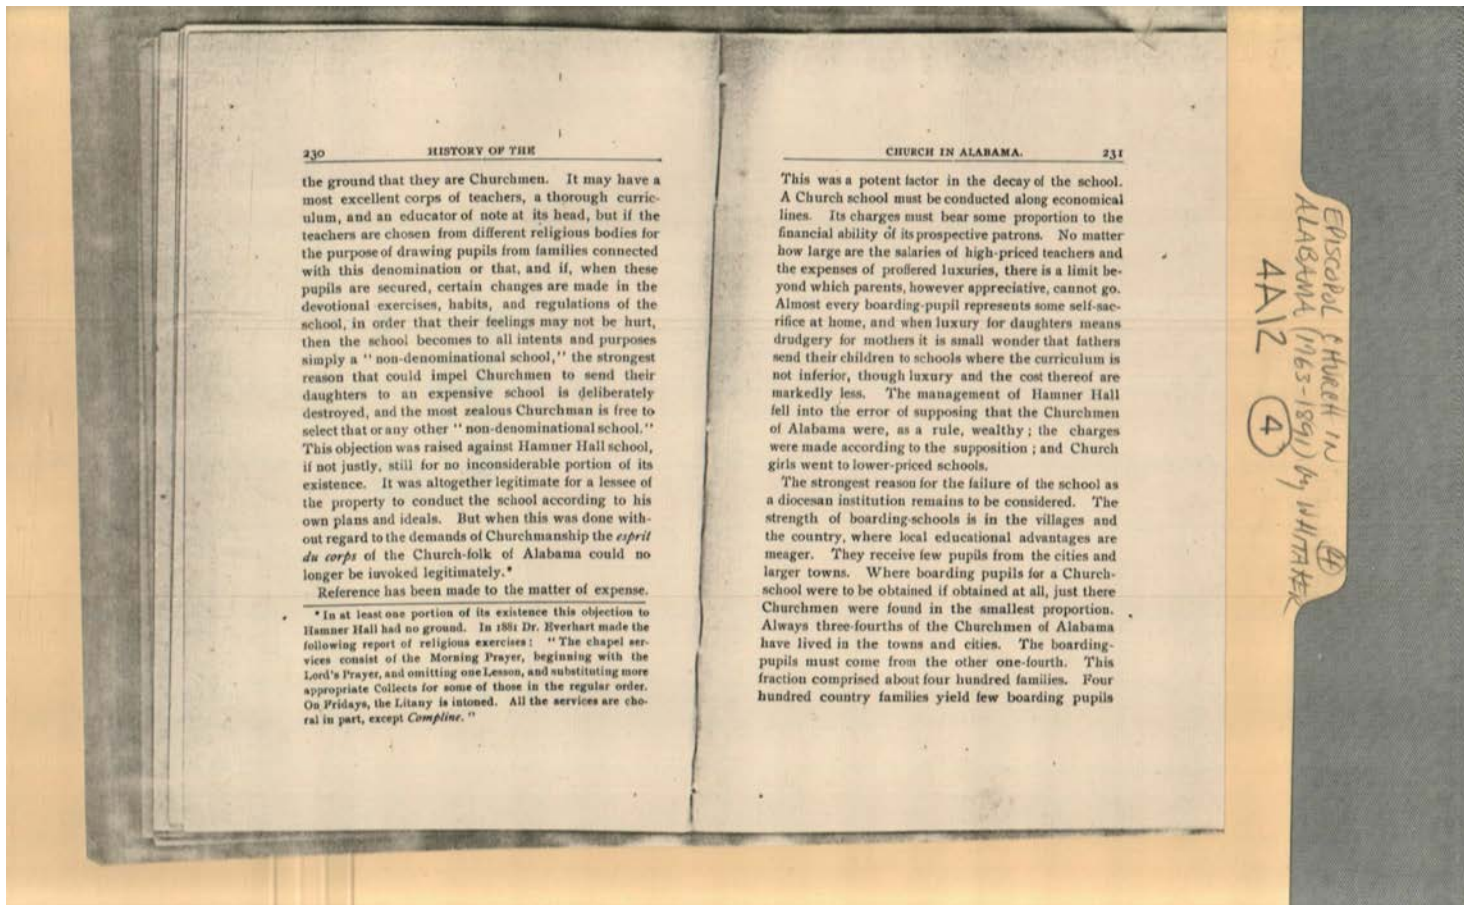 230 HISTORY OF THE
the ground that they are Churchmen. It may have a
most excellent corps of teachers, a thorough curric-
ulum, and an educator of note at its head, but if the
teachers are chosen from different religious bodies for
the purpose of drawing pupils from families connected
with this denomination or that, and if, when these
pupils are secured, certain changes are made in the
devotional exercises, habits, and regulations of the
school, in order that their feelings may not be hurt,
then the school becomes to all intents and purposes
simply a " non-denominational school," the strongest
reason that could impel Churchmen to send their
daughters to an expensive school is deliberately
destroyed, and the most zealous Churchman is free to
select that or any other " non-denominational school."
This objection was raised against Hamner Hall school,
if not justly, still for no inconsiderable portion of its
existence. It was altogether legitimate for a lessee of
the property to conduct the school according to his
own plans and ideals. But when this was done with-
out regard to the demands of Churchmanship the esprit
du corps of the Church-folk of Alabama could no
longer be invoked legitimately.*
Reference has been made to the matter of expense.
* In at least one portion of its existence this objection to
Hamner Hall had no ground. In 1881 Dr. Everhart made the
following report of religious exercises: " The chapel ser-
vices consist of the Morning Prayer, beginning with the
Lord's Prayer, and omitting one Lesson, and substituting more
appropriate Collects for some of those in the regular order.
On Fridays, the Litany is intoned. All the services are cho-
ral in part, except Compline. "
CHURCH IN ALABAMA. 231
This was a potent factor in the decay of the school.
A Church school must be conducted along economical
lines. Its charges must bear some proportion to the
financial ability of its prospective patrons. No matter
how large are the salaries of high-priced teachers and
the expenses of proffered luxuries, there is a limit be-
yond which parents, however appreciative, cannot go.
Almost every boarding-pupil represents some self-sac-
rifice at home, and when luxury for daughters means
drudgery for mothers it is small wonder that fathers
send their children to schools where the curriculum is
not inferior, though luxury and the cost thereof are
markedly less. The management of Hamner Hall
fell into the error of supposing that the Churchmen
of Alabama were, as a rule, wealthy ; the charges
were made according to the supposition ; and Church
girls went to lower-priced schools.
The strongest reason for the failure of the school as
a diocesan institution remains to be considered. The
strength of boarding-schools is in the villages and
the country, where local educational advantages are
meager. They receive few pupils from the cities and
larger towns. Where boarding pupils for a Church-
school were to be obtained if obtained at all, just there
Churchmen were found in the smallest proportion.
Always three-fourths of the Churchmen of Alabama
have lived in the towns and cities. The boarding-
pupils must come from the other one-fourth. This
fraction comprised about four hundred families. Four
hundred country families yield few boarding pupils
EPISCOPOL CHURCH IN #4
ALABAMA (1763-1891) by WHITAKER
4A12 4